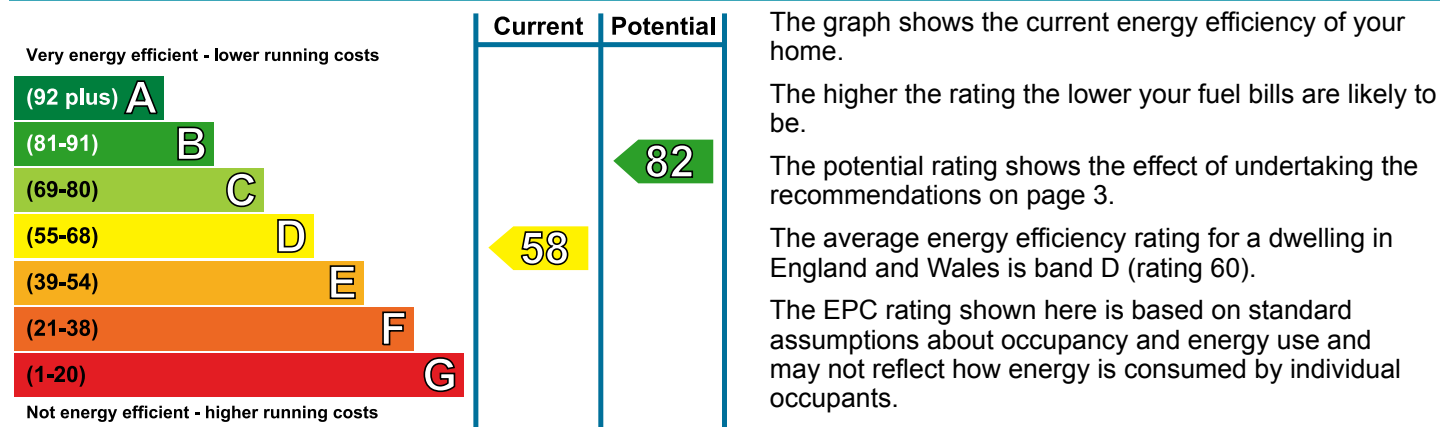 Current Potential
Very energy efficient - lower running costs
(92 plus) A
(81-91) B
(69-80) C
(55-68) D
(39-54) E
(21-38) F
(1-20) G
Not energy efficient - higher running costs
58
82
The graph shows the current energy efficiency of your
home.
The higher the rating the lower your fuel bills are likely to
be.
The potential rating shows the effect of undertaking the
recommendations on page 3.
The average energy efficiency rating for a dwelling in
England and Wales is band D (rating 60).
The EPC rating shown here is based on standard
assumptions about occupancy and energy use and
may not reflect how energy is consumed by individual
occupants.